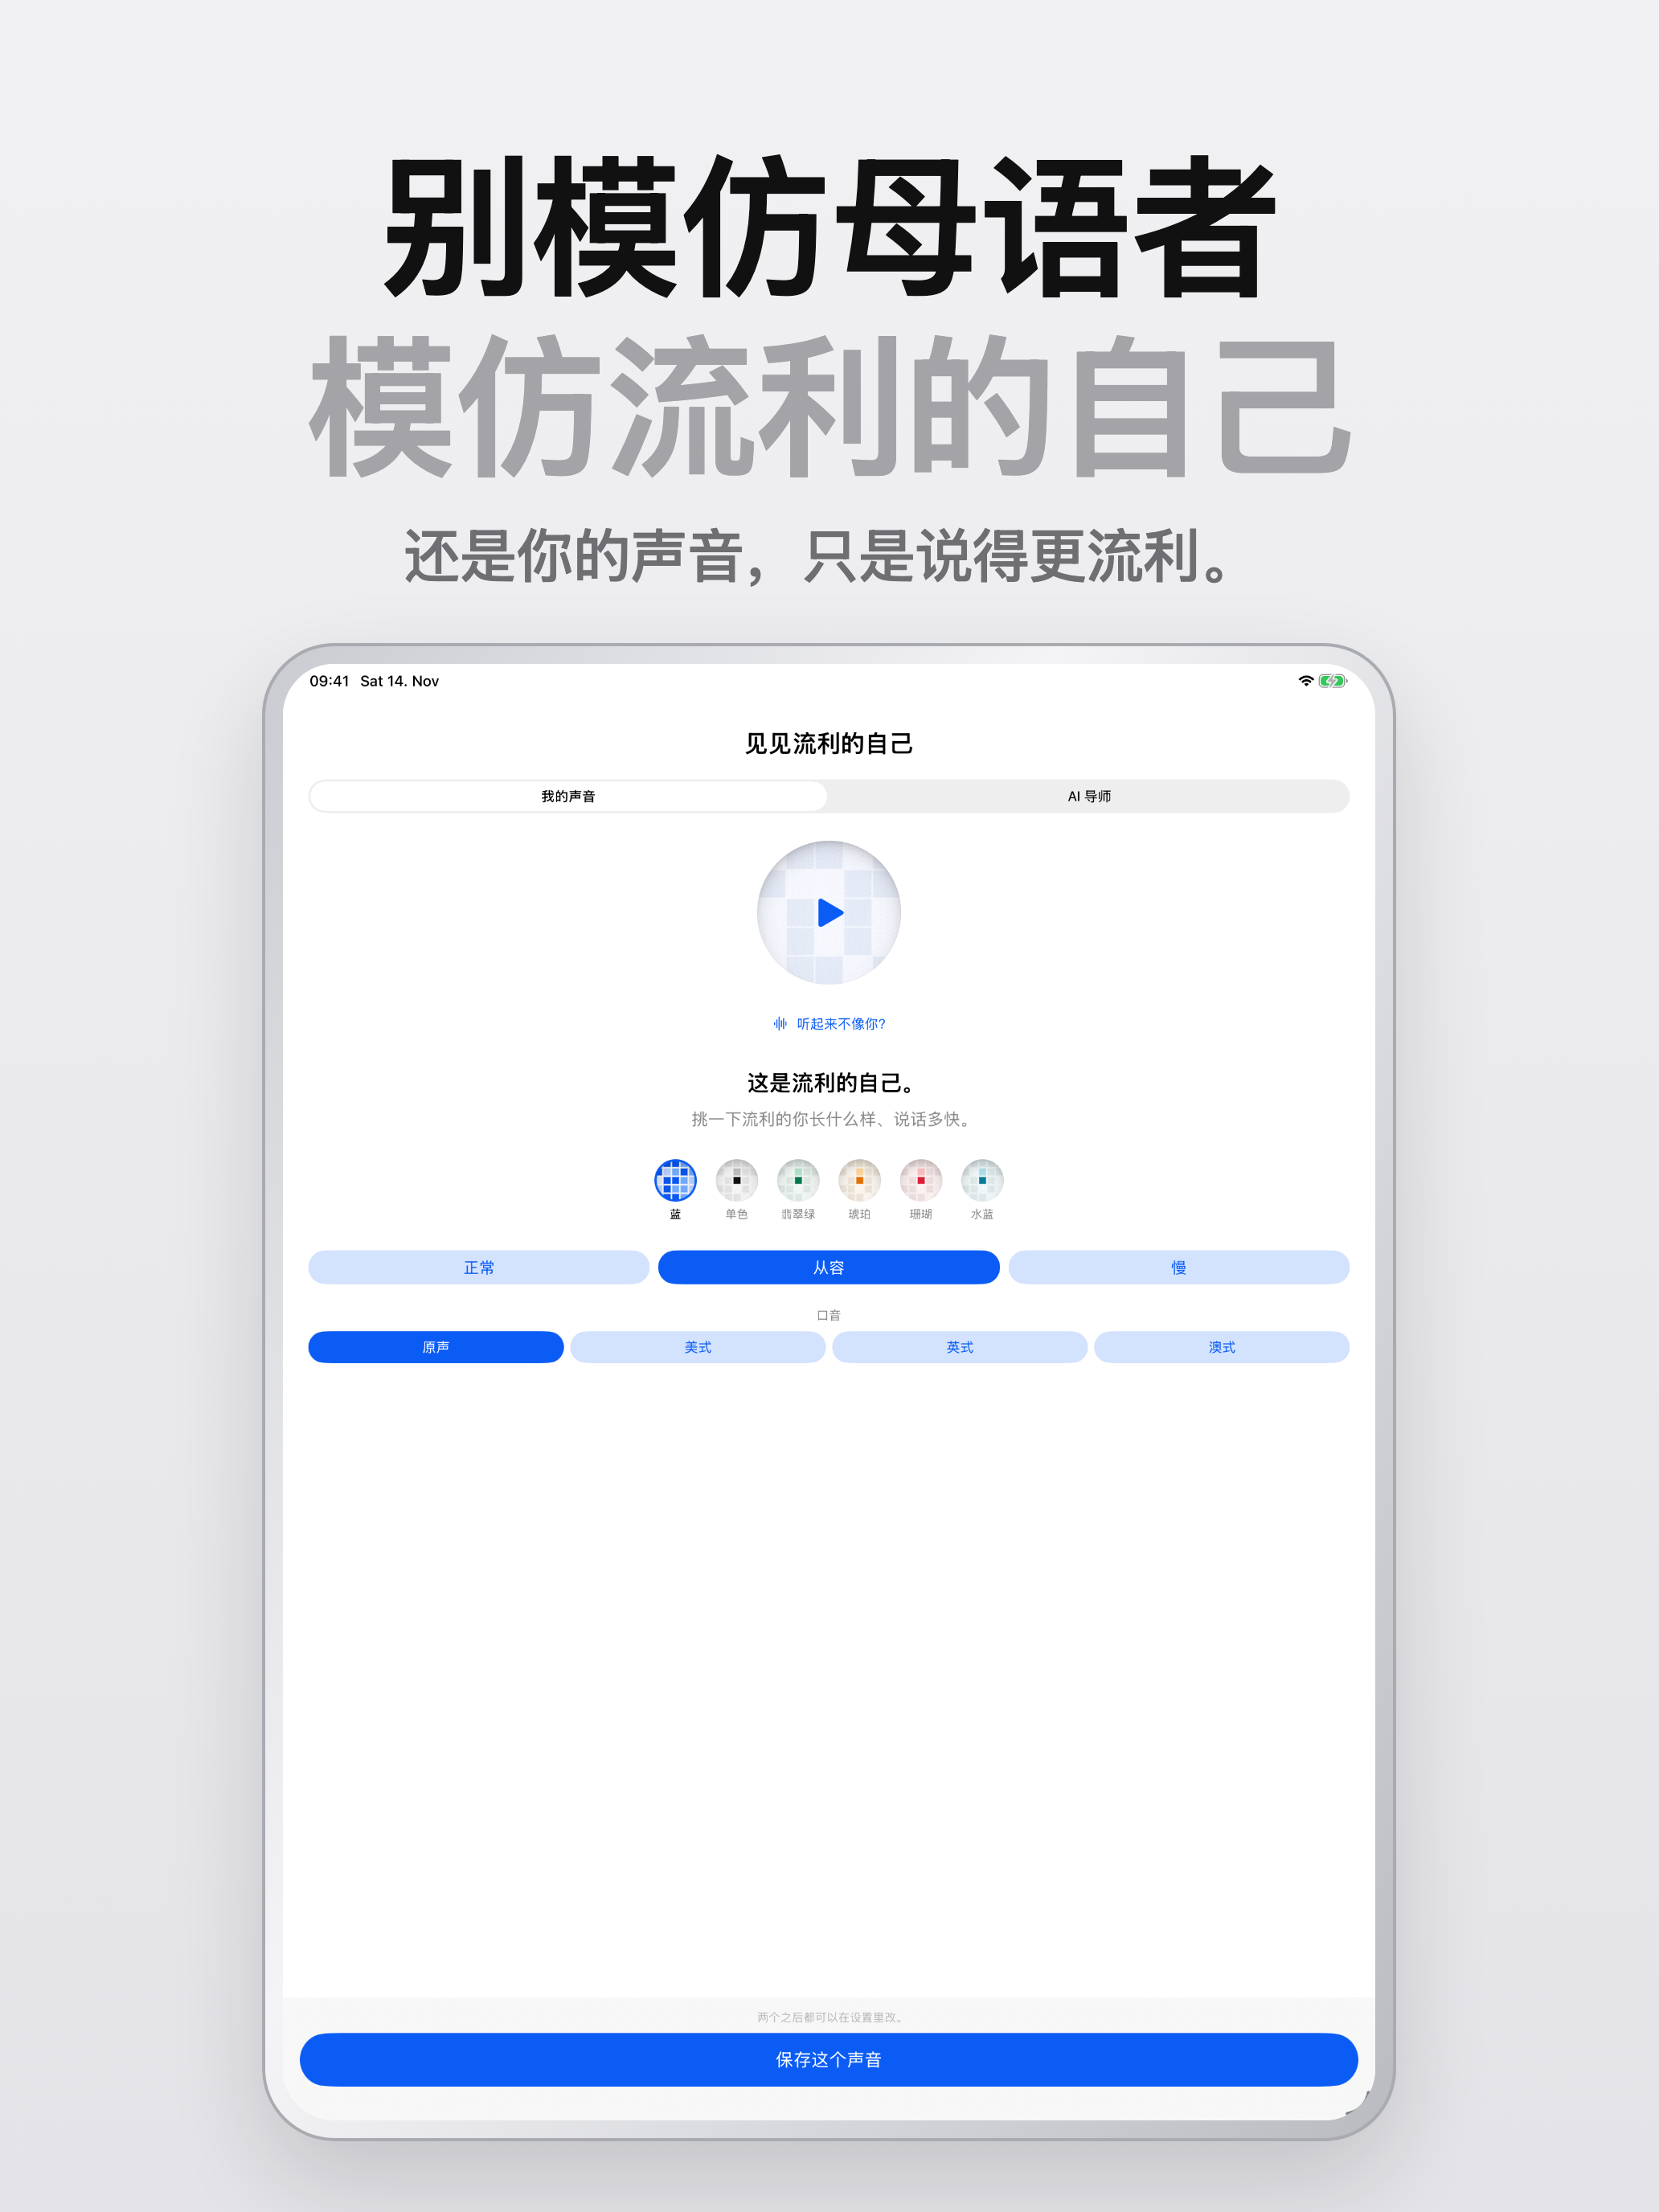 别模仿母语者
模仿流利的自己
还是你的声音，只是说得更流利。
09:41 Sat 14. Nov
见见流利的自己
我的声音 AI 导师
听起来不像你?
这是流利的自己。
挑一下流利的你长什么样、说话多快。
蓝 单色 翡翠绿 琥珀 珊瑚 水蓝
正常 从容 慢
口音
原声 美式 英式 澳式
两个之后都可以在设置里改。
保存这个声音